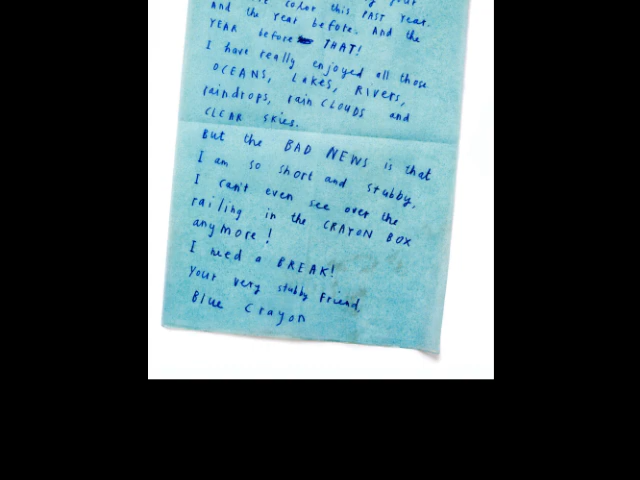 your
color this PAST Year.
And the Year before. And the
YEAR before THAT!
I have really enjoyed all those
OCEANS, Lakes, RIVERS,
raindrops, rain CLOUDS and
CLEAR skies.
But the BAD NEWS is that
I am so short and stubby,
I can't even see over the
railing in the CRAYON BOX
anymore!
I need a BREAK!
Your very stubby friend,
Blue Crayon